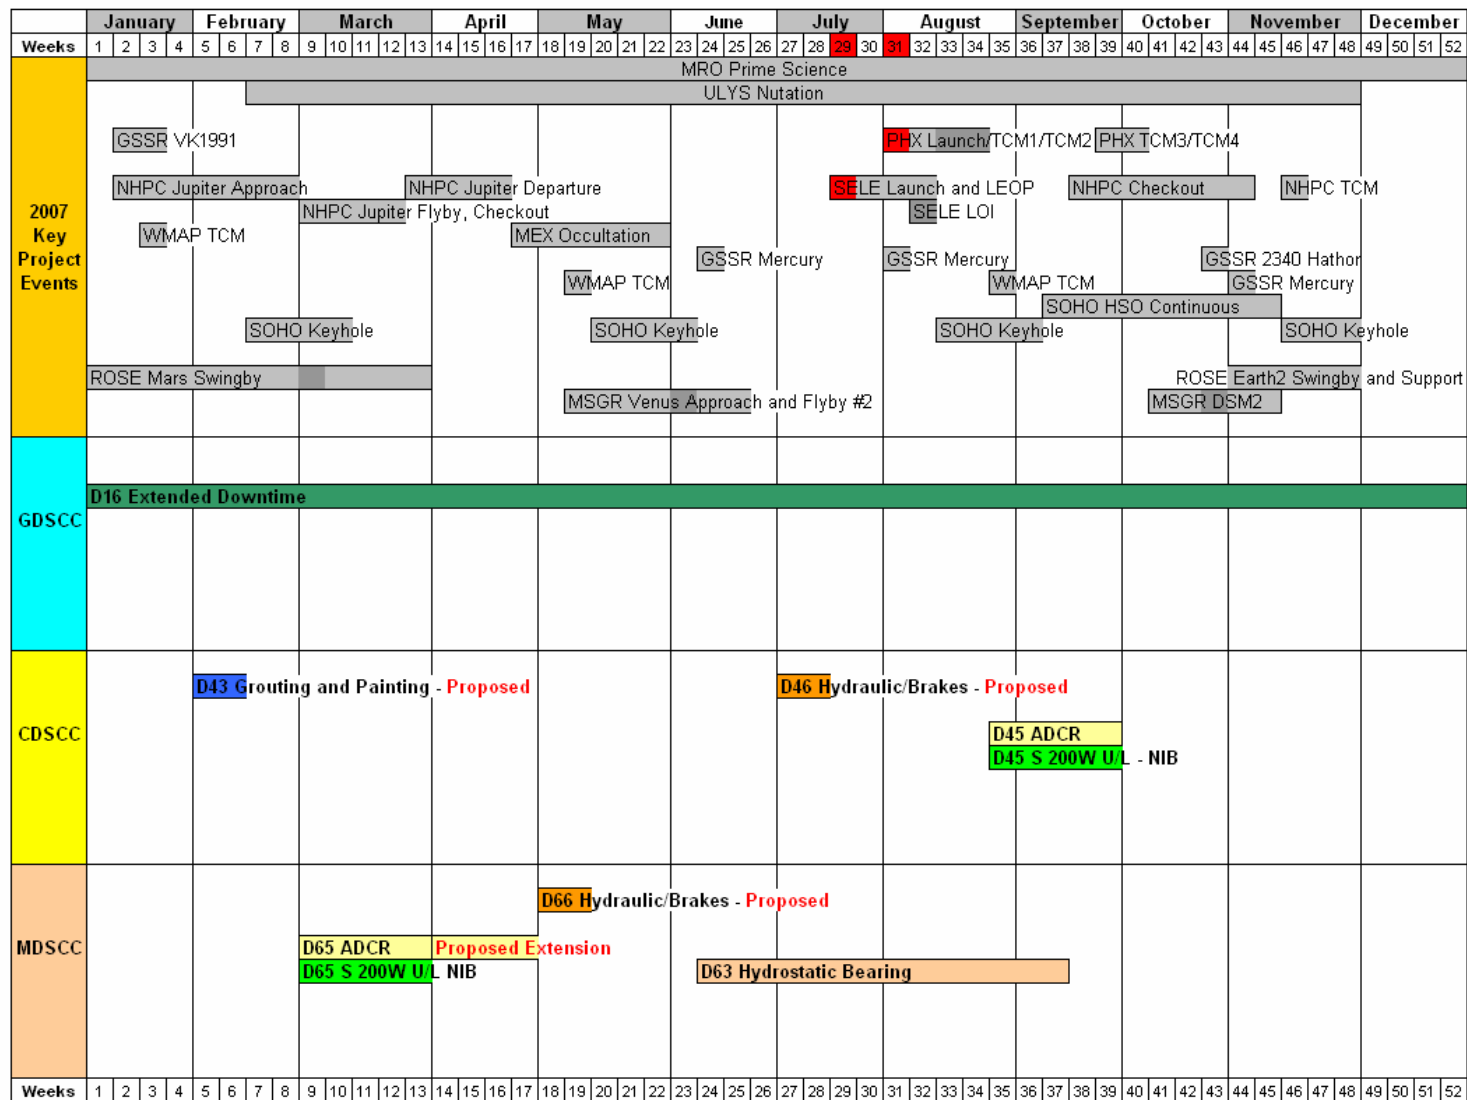 January February March April May June July August September October November December
Weeks 1 2 3 4 5 6 7 8 9 10 11 12 13 14 15 16 17 18 19 20 21 22 23 24 25 26 27 28 29 30 31 32 33 34 35 36 37 38 39 40 41 42 43 44 45 46 47 48 49 50 51 52
2007
Key
Project
Events
MRO Prime Science
ULYS Nutation
GSSR VK1991 PHX Launch/TCM1/TCM2 PHX TCM3/TCM4
NHPC Jupiter Approach NHPC Jupiter Departure SELE Launch and LEOP NHPC Checkout NHPC TCM
NHPC Jupiter Flyby, Checkout SELE LOI
WMAP TCM MEX Occultation
GSSR Mercury GSSR Mercury GSSR 2340 Hathor
WMAP TCM WMAP TCM GSSR Mercury
SOHO HSO Continuous
SOHO Keyhole SOHO Keyhole SOHO Keyhole SOHO Keyhole
ROSE Mars Swingby ROSE Earth2 Swingby and Support
MSGR Venus Approach and Flyby #2 MSGR DSM2
GDSCC
D16 Extended Downtime
CDSCC
D43 Grouting and Painting - Proposed D46 Hydraulic/Brakes - Proposed
D45 ADCR
D45 S 200W U/L - NIB
MDSCC
D66 Hydraulic/Brakes - Proposed
D65 ADCR Proposed Extension
D65 S 200W U/L NIB D63 Hydrostatic Bearing
Weeks 1 2 3 4 5 6 7 8 9 10 11 12 13 14 15 16 17 18 19 20 21 22 23 24 25 26 27 28 29 30 31 32 33 34 35 36 37 38 39 40 41 42 43 44 45 46 47 48 49 50 51 52